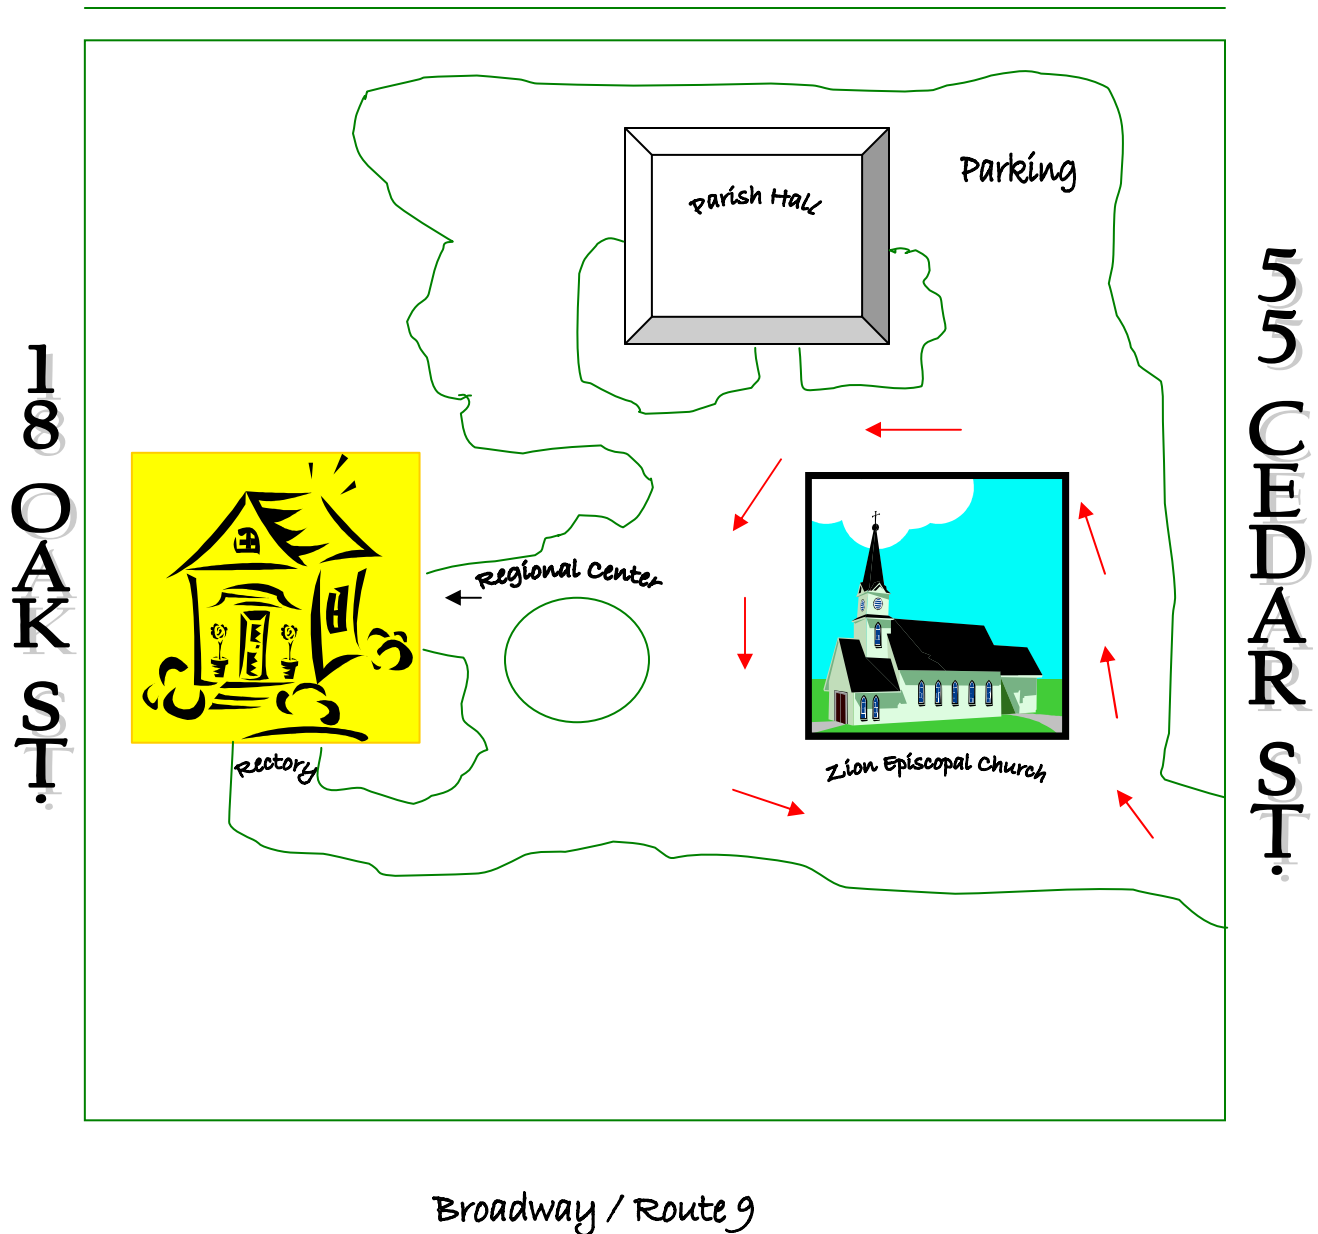 Parking
Parish Hall
55 CEDAR ST.
18 OAK ST.
Regional Center
Rectory
Zion Episcopal Church
Broadway / Route 9